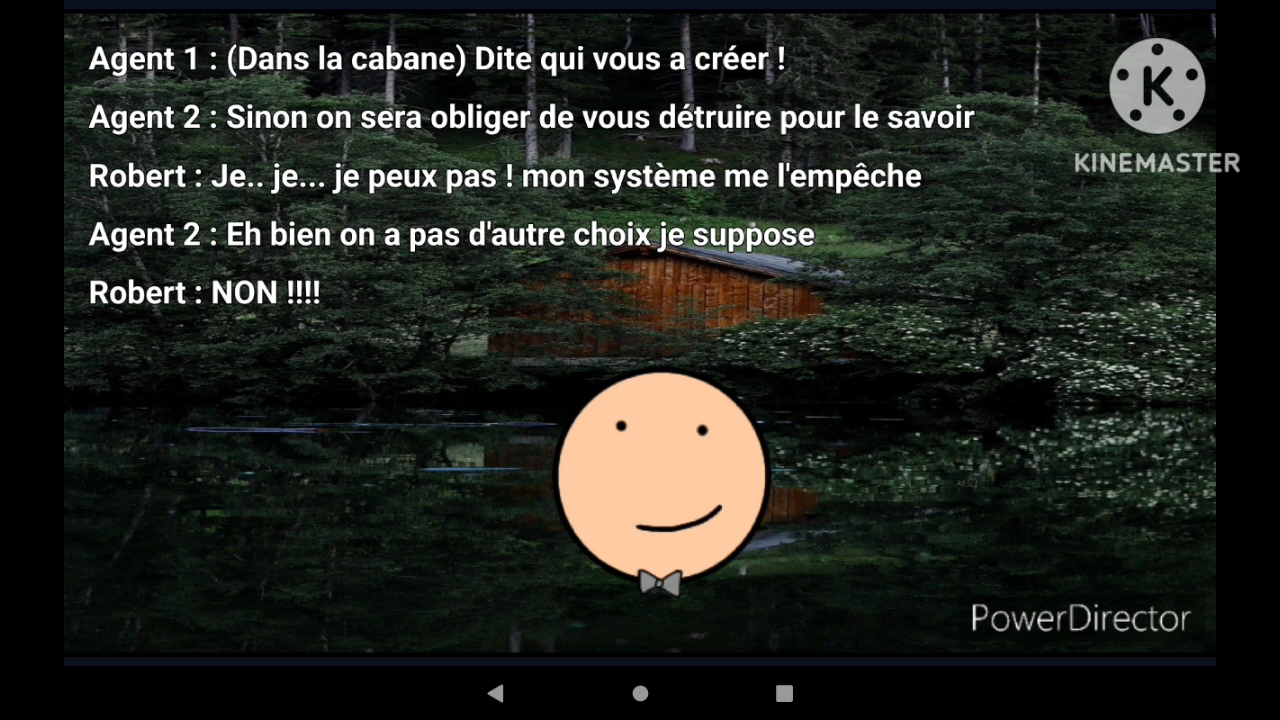 Agent 1 : (Dans la cabane) Dite qui vous a créer !
Agent 2 : Sinon on sera obliger de vous détruire pour le savoir
Robert : Je.. je... je peux pas ! mon système me l'empêche
Agent 2 : Eh bien on a pas d'autre choix je suppose
Robert : NON !!!!
K
KINEMASTER
PowerDirector